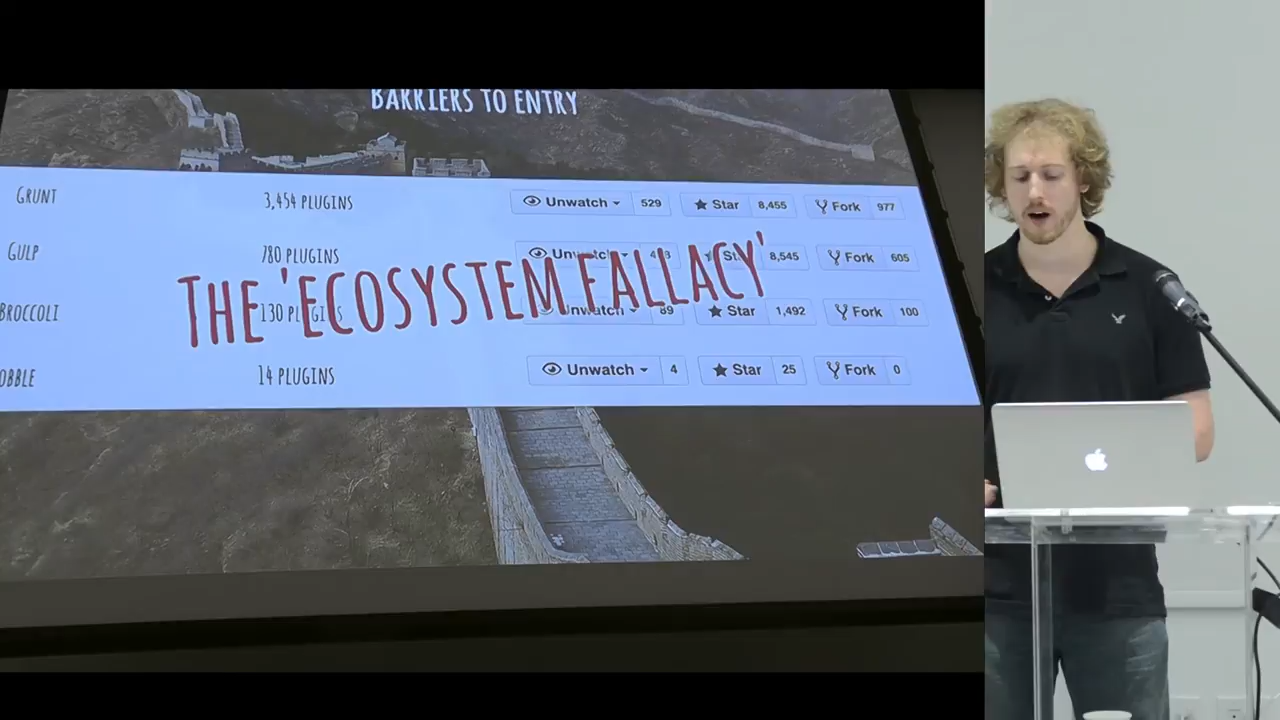 BARRIERS TO ENTRY
GRUNT 3,454 PLUGINS Unwatch 529 Star 8,455 Fork 977
GULP 780 PLUGINS 8,545 Fork 605
THE 'ECOSYSTEM FALLACY'
BROCCOLI 130 PLUGINS Unwatch 89 Star 1,492 Fork 100
OBBLE 14 PLUGINS Unwatch 4 Star 25 Fork 0